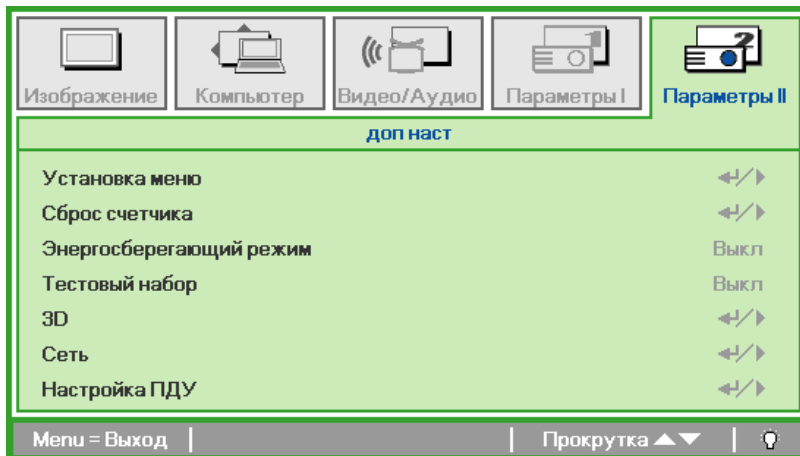 Изображение
Компьютер
Видео/Аудио
Параметры I
Параметры II
доп наст
Установка меню
Сброс счетчика
Энергосберегающий режим Выкл
Тестовый набор Выкл
3D
Сеть
Настройка ПДУ
Menu = Выход Прокрутка